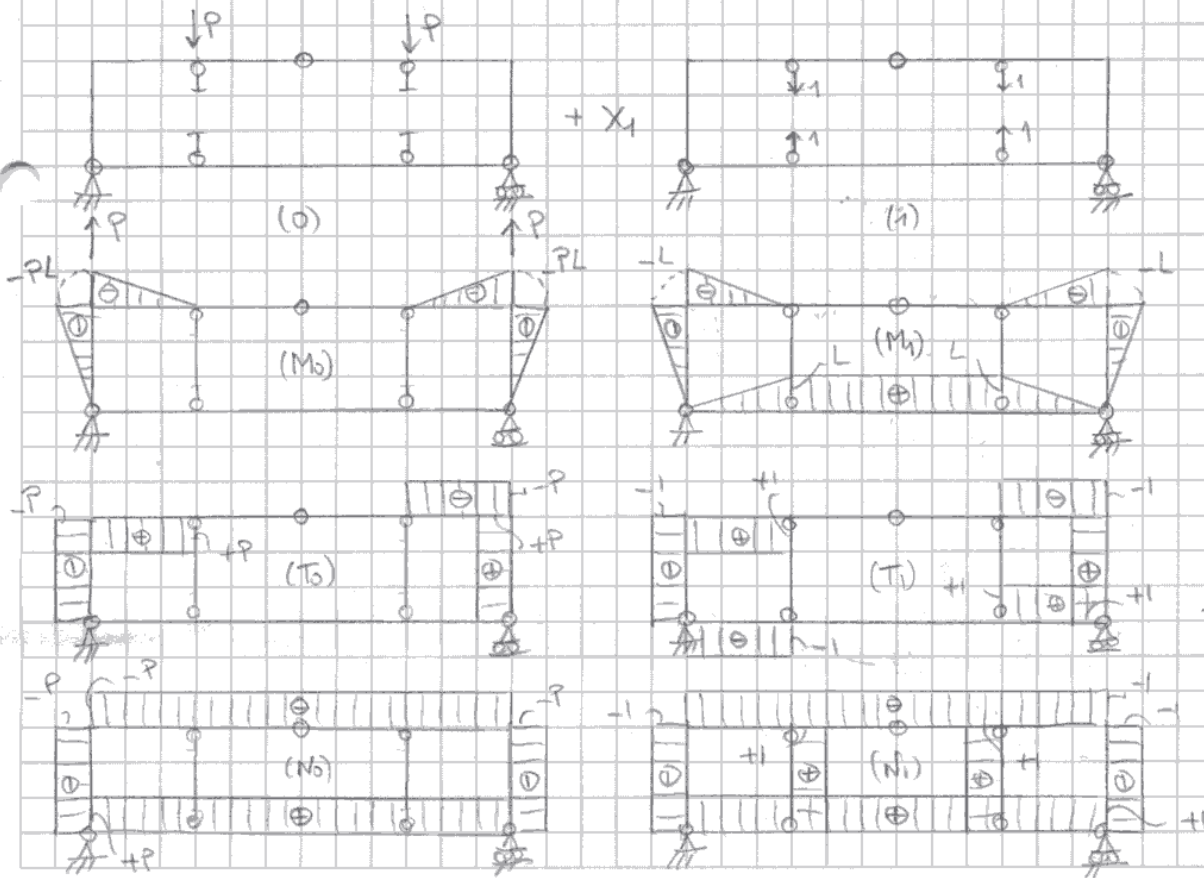 P P
+ X₁ 1 1 1 1
P (0) P (1)
-PL ⊖ ⊖ -PL -L ⊖ ⊖ -L
⊖ (M₀) ⊖ ⊖ (M₁) ⊖
L L
⊕
-P ⊖ -P -1 +1 ⊖ -1
⊕ +P +P ⊕
⊖ (T₀) ⊕ ⊖ (T₁) ⊕
+1 ⊕ +1
⊖ -1
-P -P ⊖ -P -1 ⊖ -1 -1
⊖ (N₀) ⊖ ⊖ +1 ⊕ (N₁) ⊕ +1 ⊖
⊕ ⊕ +1
+P